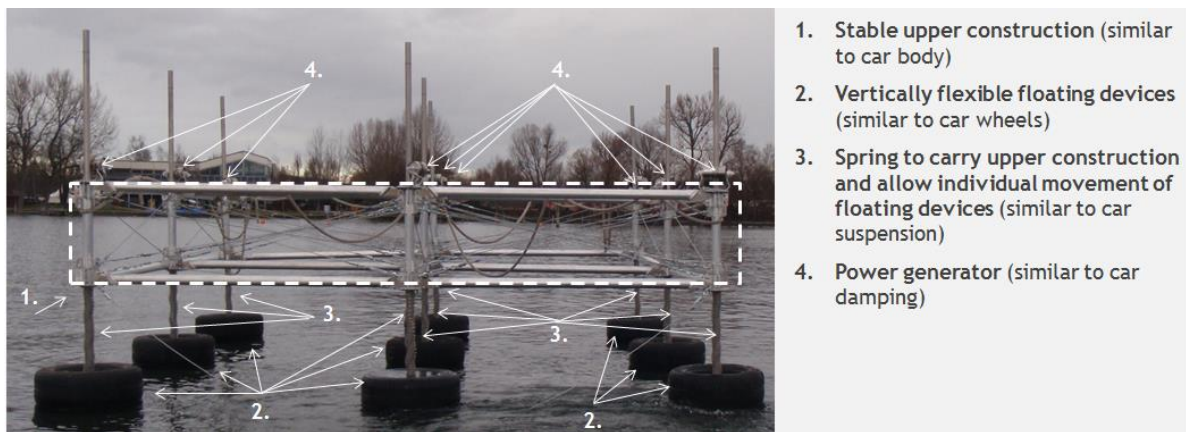 4.
4.
1.
3.
3.
2.
2.
1. Stable upper construction (similar
to car body)
2. Vertically flexible floating devices
(similar to car wheels)
3. Spring to carry upper construction
and allow individual movement of
floating devices (similar to car
suspension)
4. Power generator (similar to car
damping)